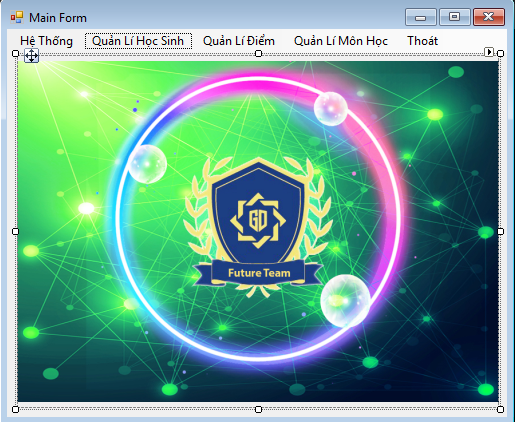 Main Form
Hệ Thống Quản Lí Học Sinh Quản Lí Điểm Quản Lí Môn Học Thoát
GD
Future Team